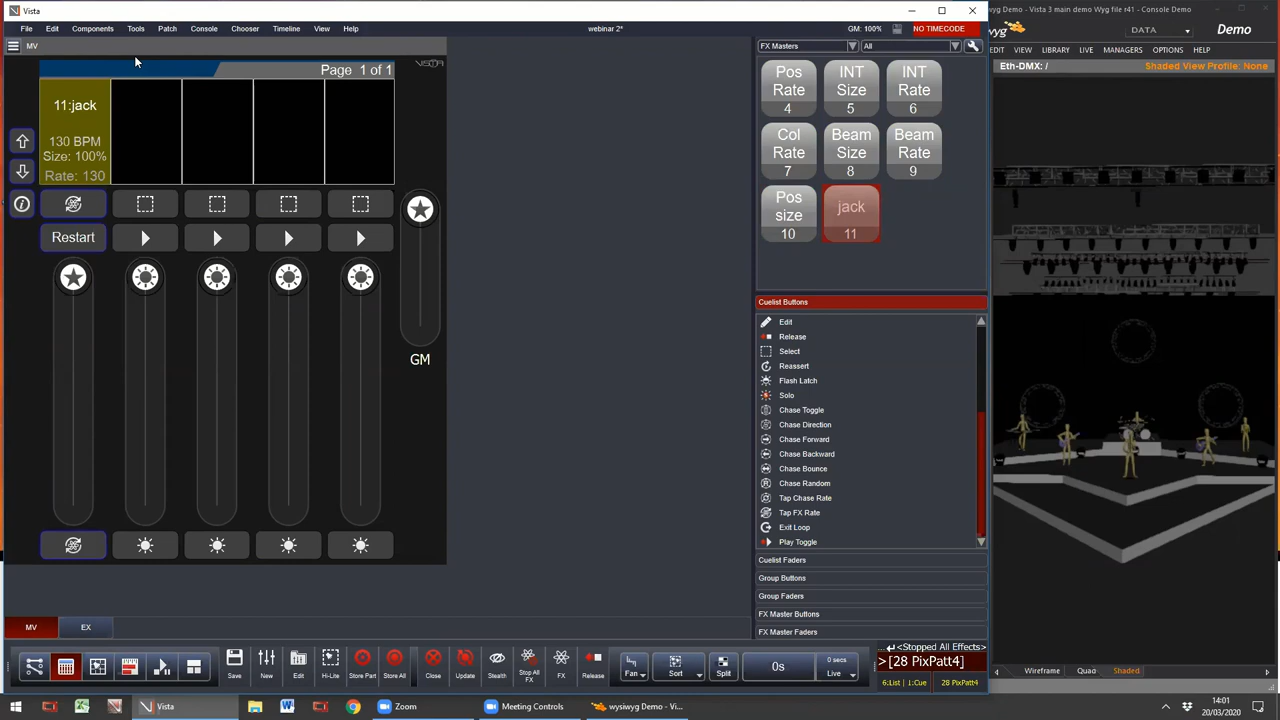 Vista
File Edit Components Tools Patch Console Chooser Timeline View Help
webinar 2*
GM: 100%
NO TIMECODE
MV
Page 1 of 1
VISTA
11:jack
130 BPM
Size: 100%
Rate: 130
Restart
GM
FX Masters
All
Pos Rate 4
INT Size 5
INT Rate 6
Col Rate 7
Beam Size 8
Beam Rate 9
Pos size 10
jack 11
Cuelist Buttons
Edit
Release
Select
Reassert
Flash Latch
Solo
Chase Toggle
Chase Direction
Chase Forward
Chase Backward
Chase Bounce
Chase Random
Tap Chase Rate
Tap FX Rate
Exit Loop
Play Toggle
Cuelist Faders
Group Buttons
Group Faders
FX Master Buttons
FX Master Faders
MV
EX
Save
New
Edit
Hi-Lite
Store Part
Store All
Close
Update
Stealth
Stop All FX
FX
Release
Fan
Sort
Split
0s
0 secs
Live
<Stopped All Effects
>[28 PixPatt4]
6:List | 1:Cue
28 PixPatt4
yg Demo - Vista 3 main demo Wyg file r41 - Console Demo
wyg
DATA
Demo
EDIT VIEW LIBRARY LIVE MANAGERS OPTIONS HELP
Eth-DMX: /
Shaded View Profile: None
Wireframe
Quad
Shaded
Vista
Zoom
Meeting Controls
wysiwyg Demo - Vi...
14:01
20/03/2020